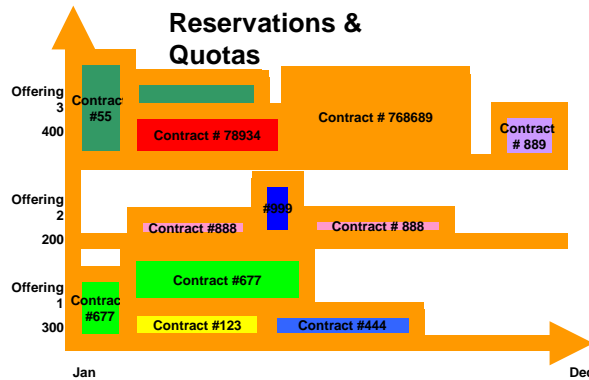 Reservations &
Quotas
Offering
3
400
Contract
#55
Contract # 78934
Contract # 768689
Contract
# 889
Offering
2
200
Contract #888
#999
Contract # 888
Offering
1
300
Contract
#677
Contract #677
Contract #123
Contract #444
Jan
Dec